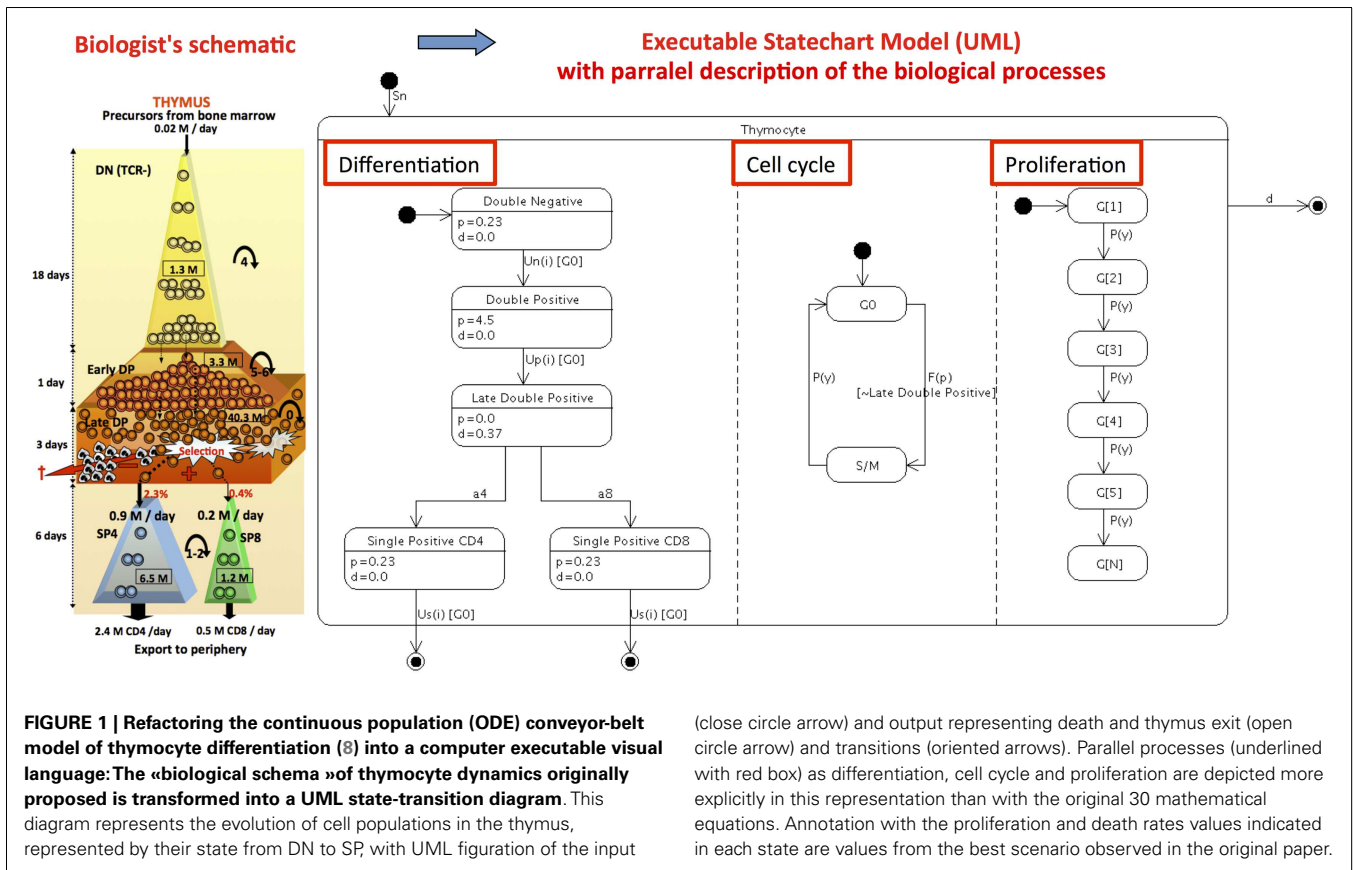 Biologist's schematic
Executable Statechart Model (UML)
with parralel description of the biological processes
THYMUS
Precursors from bone marrow
0.02 M / day
DN (TCR-)
18 days
1.3 M
4
Early DP
3.3 M
5-6
1 day
Late DP
40.3 M
0
3 days
Selection
†
+
2.3%
0.4%
0.9 M / day
0.2 M / day
6 days
SP4
SP8
1-2
6.5 M
1.2 M
2.4 M CD4 /day
0.5 M CD8 / day
Export to periphery
Sn
Thymocyte
Differentiation
Double Negative
p=0.23
d=0.0
Un(i) [G0]
Double Positive
p=4.5
d=0.0
Up(i) [G0]
Late Double Positive
p=0.0
d=0.37
a4
a8
Single Positive CD4
p=0.23
d=0.0
Single Positive CD8
p=0.23
d=0.0
Us(i) [G0]
Us(i) [G0]
Cell cycle
G0
P(y)
F(p)
[~Late Double Positive]
S/M
Proliferation
G[1]
P(y)
G[2]
P(y)
G[3]
P(y)
G[4]
P(y)
G[5]
P(y)
G[N]
d
FIGURE 1 | Refactoring the continuous population (ODE) conveyor-belt
model of thymocyte differentiation (8) into a computer executable visual
language: The «biological schema »of thymocyte dynamics originally
proposed is transformed into a UML state-transition diagram. This
diagram represents the evolution of cell populations in the thymus,
represented by their state from DN to SP, with UML figuration of the input
(close circle arrow) and output representing death and thymus exit (open
circle arrow) and transitions (oriented arrows). Parallel processes (underlined
with red box) as differentiation, cell cycle and proliferation are depicted more
explicitly in this representation than with the original 30 mathematical
equations. Annotation with the proliferation and death rates values indicated
in each state are values from the best scenario observed in the original paper.